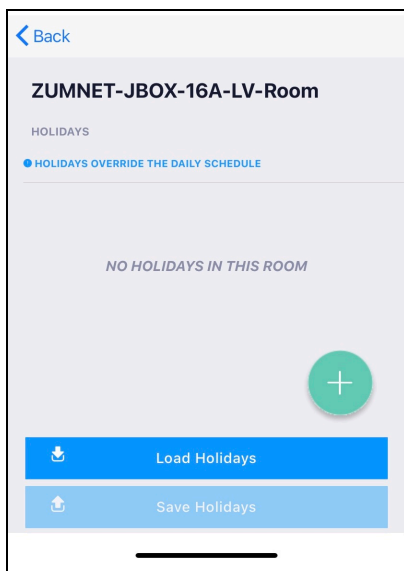 Back
ZUMNET-JBOX-16A-LV-Room
HOLIDAYS
HOLIDAYS OVERRIDE THE DAILY SCHEDULE
NO HOLIDAYS IN THIS ROOM
Load Holidays
Save Holidays